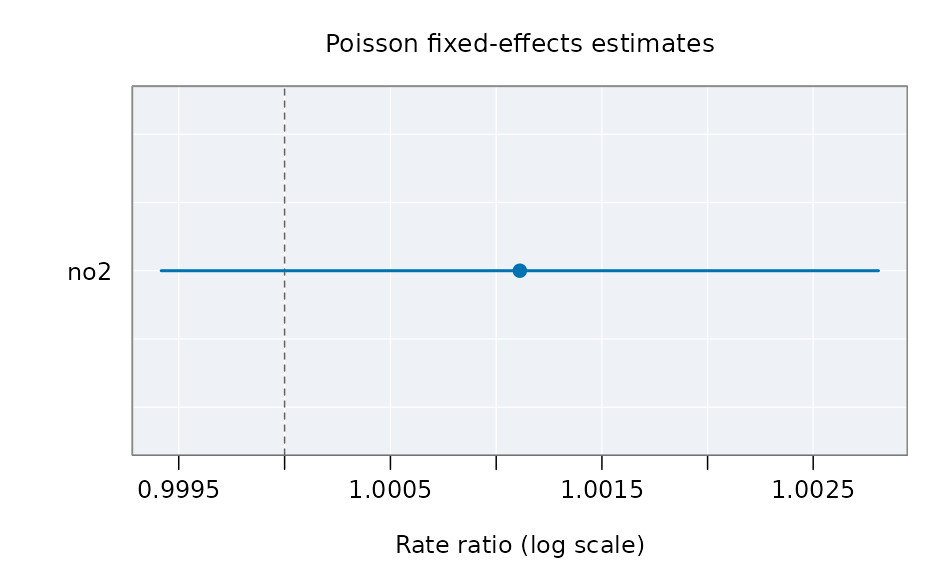 Poisson fixed-effects estimates
no2
0.9995 1.0005 1.0015 1.0025
Rate ratio (log scale)